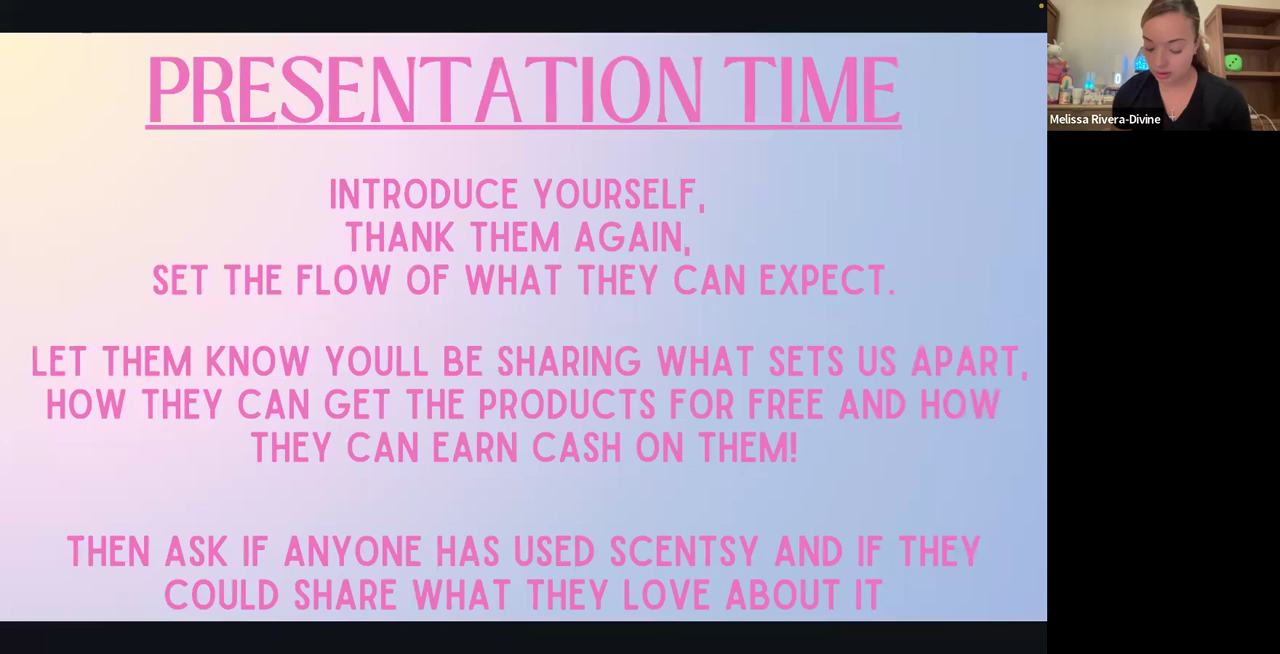 PRESENTATION TIME
INTRODUCE YOURSELF,
THANK THEM AGAIN,
SET THE FLOW OF WHAT THEY CAN EXPECT.
LET THEM KNOW YOULL BE SHARING WHAT SETS US APART,
HOW THEY CAN GET THE PRODUCTS FOR FREE AND HOW
THEY CAN EARN CASH ON THEM!
THEN ASK IF ANYONE HAS USED SCENTSY AND IF THEY
COULD SHARE WHAT THEY LOVE ABOUT IT
Melissa Rivera-Divine